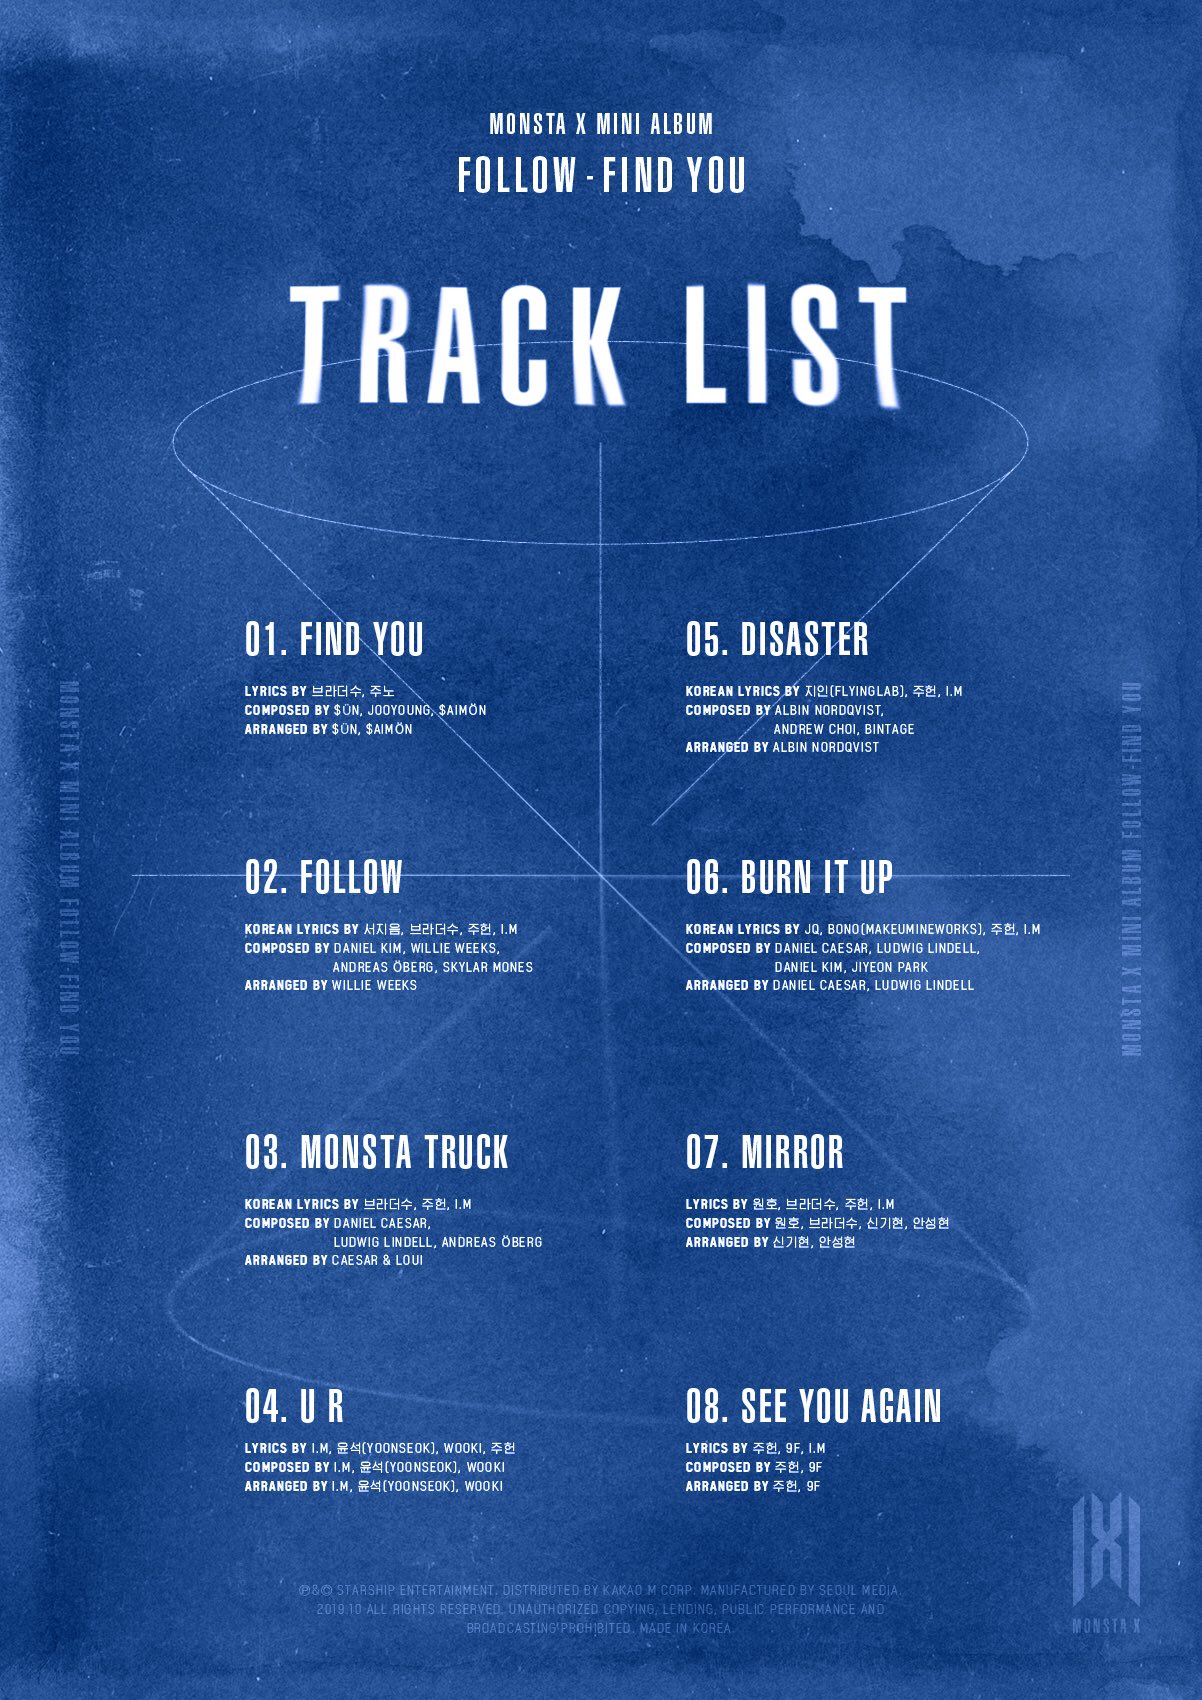 MONSTA X MINI ALBUM
FOLLOW - FIND YOU
TRACK LIST
01. FIND YOU
LYRICS BY 브라더수, 주노
COMPOSED BY $ÜN, JOOYOUNG, $AIMÖN
ARRANGED BY $ÜN, $AIMÖN
02. FOLLOW
KOREAN LYRICS BY 서지음, 브라더수, 주헌, I.M
COMPOSED BY DANIEL KIM, WILLIE WEEKS,
ANDREAS ÖBERG, SKYLAR MONES
ARRANGED BY WILLIE WEEKS
03. MONSTA TRUCK
KOREAN LYRICS BY 브라더수, 주헌, I.M
COMPOSED BY DANIEL CAESAR,
LUDWIG LINDELL, ANDREAS ÖBERG
ARRANGED BY CAESAR & LOUI
04. U R
LYRICS BY I.M, 윤석(YOONSEOK), WOOKI, 주헌
COMPOSED BY I.M, 윤석(YOONSEOK), WOOKI
ARRANGED BY I.M, 윤석(YOONSEOK), WOOKI
05. DISASTER
KOREAN LYRICS BY 지인(FLYINGLAB), 주헌, I.M
COMPOSED BY ALBIN NORDQVIST,
ANDREW CHOI, BINTAGE
ARRANGED BY ALBIN NORDQVIST
06. BURN IT UP
KOREAN LYRICS BY JQ, BONO(MAKEUMINEWORKS), 주헌, I.M
COMPOSED BY DANIEL CAESAR, LUDWIG LINDELL,
DANIEL KIM, JIYEON PARK
ARRANGED BY DANIEL CAESAR, LUDWIG LINDELL
07. MIRROR
LYRICS BY 원호, 브라더수, 주헌, I.M
COMPOSED BY 원호, 브라더수, 신기현, 안성현
ARRANGED BY 신기현, 안성현
08. SEE YOU AGAIN
LYRICS BY 주헌, 9F, I.M
COMPOSED BY 주헌, 9F
ARRANGED BY 주헌, 9F
MONSTA X MINI ALBUM FOLLOW-FIND YOU
MONSTA X MINI ALBUM FOLLOW-FIND YOU
℗&© STARSHIP ENTERTAINMENT. DISTRIBUTED BY KAKAO M CORP. MANUFACTURED BY SEOUL MEDIA.
2019.10 ALL RIGHTS RESERVED. UNAUTHORIZED COPYING, LENDING, PUBLIC PERFORMANCE AND
BROADCASTING PROHIBITED. MADE IN KOREA.
MONSTA X